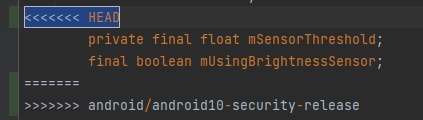 <<<<<<< HEAD
        private final float mSensorThreshold;
        final boolean mUsingBrightnessSensor;
=======
>>>>>>> android/android10-security-release